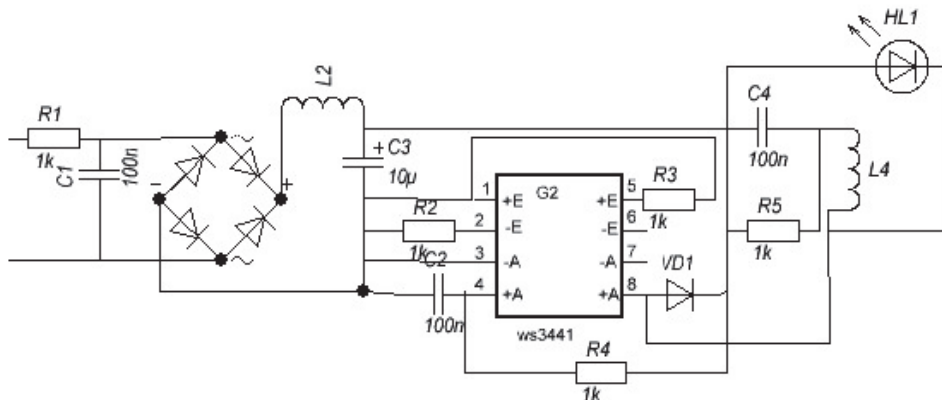 HL1
L2
R1
1k
C1
100n
~
-
+
~
+ C3
10µ
C4
100n
L4
R2
1k
C2
100n
1
2
3
4
+E
-E
-A
+A
G2
+E
-E
-A
+A
5
6
7
8
ws3441
R3
1k
R5
1k
VD1
R4
1k